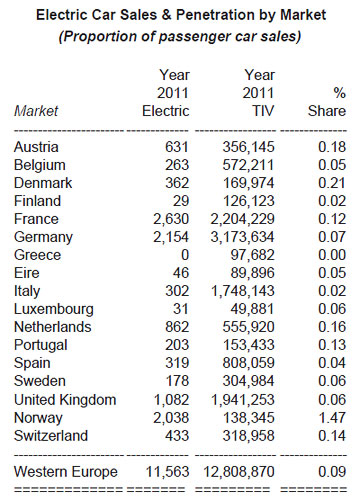 Electric Car Sales & Penetration by Market
(Proportion of passenger car sales)
Year Year
2011 2011 %
Market Electric TIV Share
Austria 631 356,145 0.18
Belgium 263 572,211 0.05
Denmark 362 169,974 0.21
Finland 29 126,123 0.02
France 2,630 2,204,229 0.12
Germany 2,154 3,173,634 0.07
Greece 0 97,682 0.00
Eire 46 89,896 0.05
Italy 302 1,748,143 0.02
Luxembourg 31 49,881 0.06
Netherlands 862 555,920 0.16
Portugal 203 153,433 0.13
Spain 319 808,059 0.04
Sweden 178 304,984 0.06
United Kingdom 1,082 1,941,253 0.06
Norway 2,038 138,345 1.47
Switzerland 433 318,958 0.14
Western Europe 11,563 12,808,870 0.09